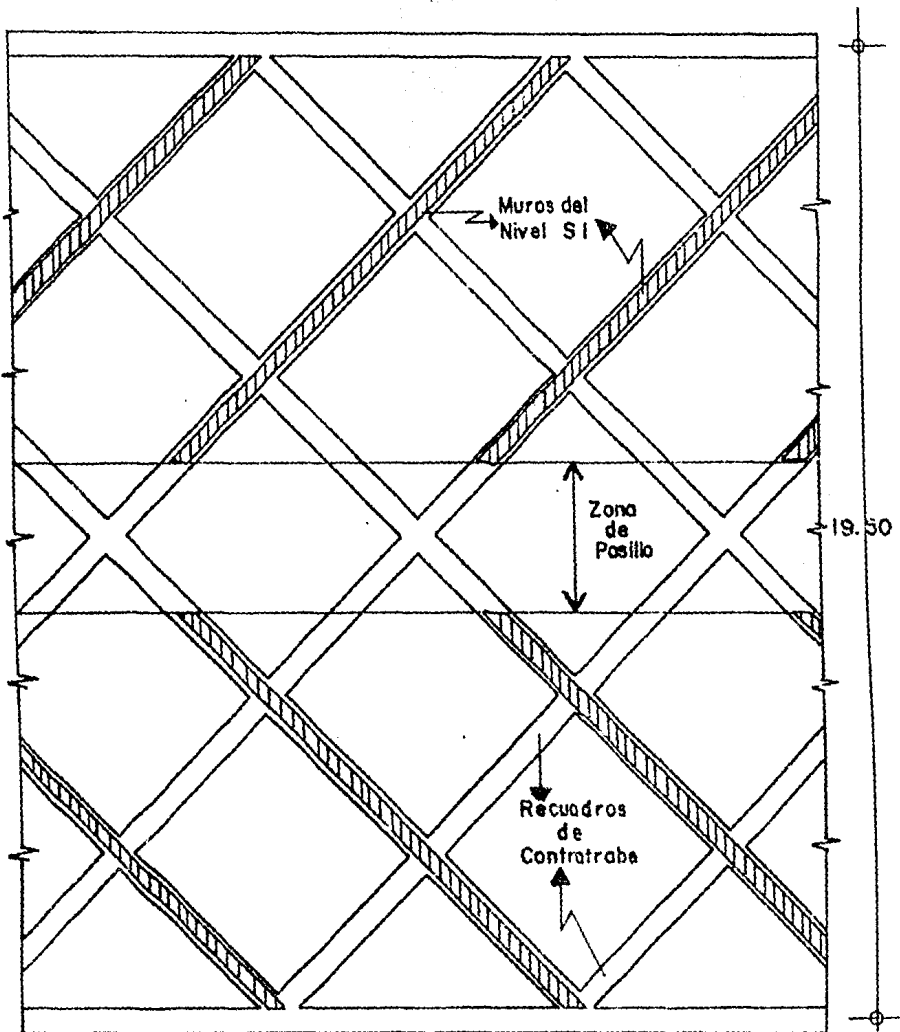 Muros del
Nivel S1
Zona
de
Pasillo
19.50
Recuadros
de
Contratrabe